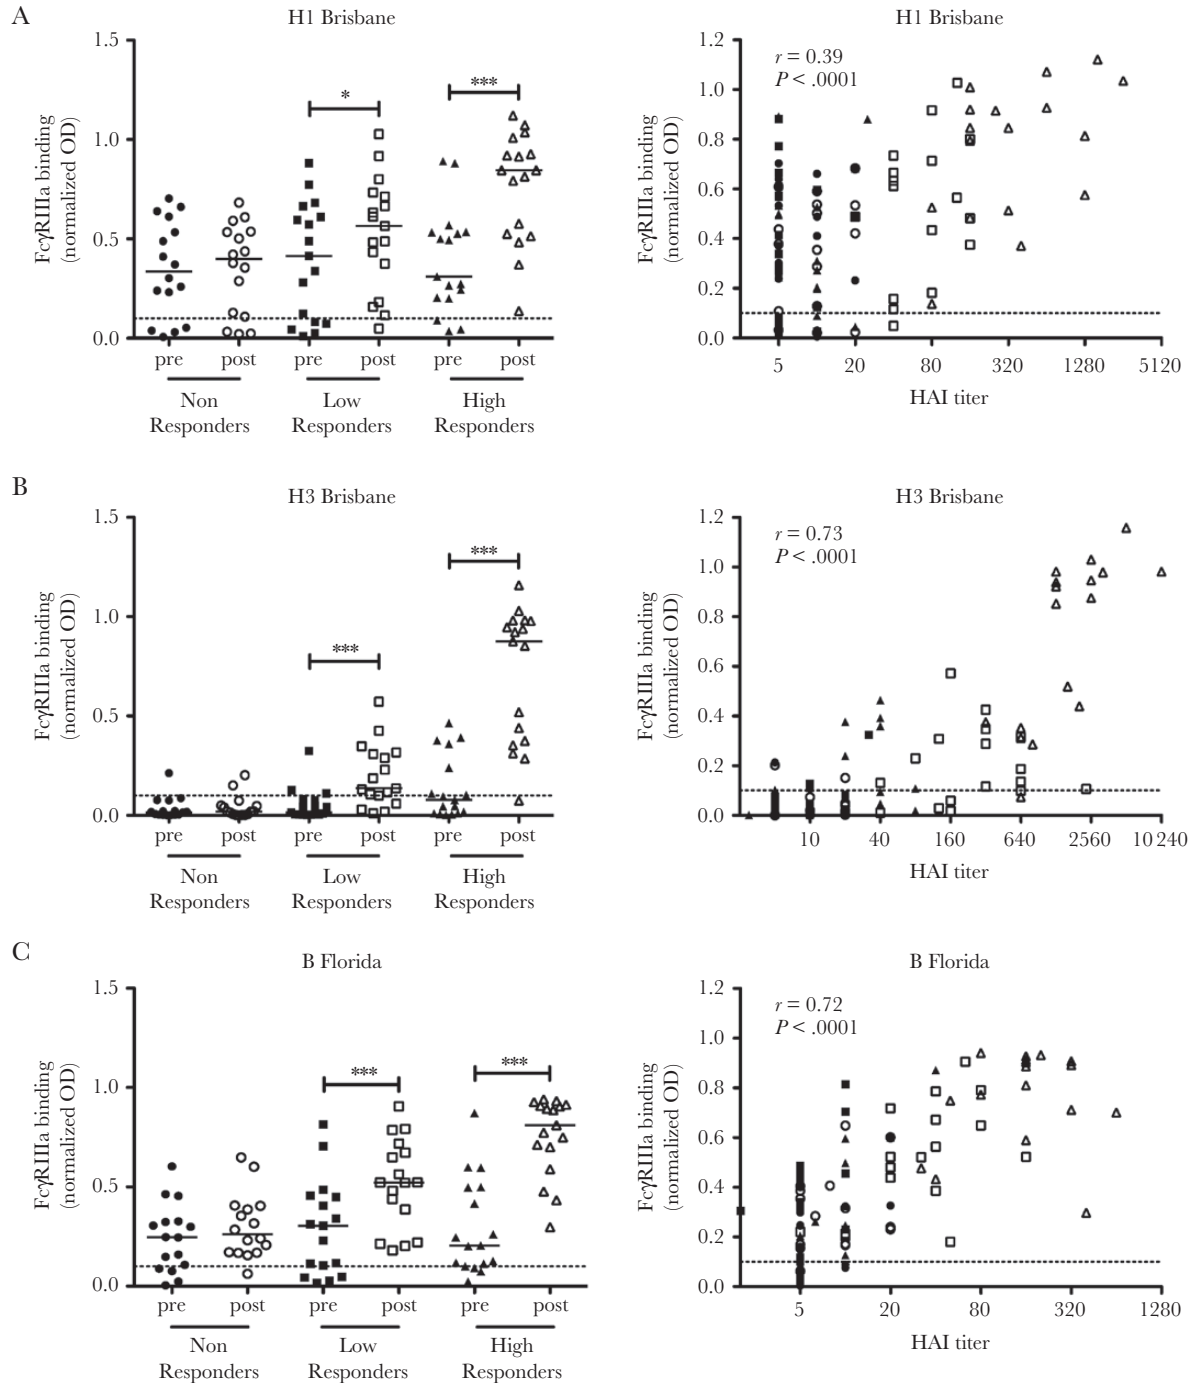 A
H1 Brisbane
FcγRIIIa binding
(normalized OD)
1.5
1.0
0.5
0.0
*
***
pre post pre post pre post
Non Low High
Responders Responders Responders
H1 Brisbane
FcγRIIIa binding
(normalized OD)
1.2
1.0
0.8
0.6
0.4
0.2
0.0
r = 0.39
P < .0001
5 20 80 320 1280 5120
HAI titer
B
H3 Brisbane
FcγRIIIa binding
(normalized OD)
1.5
1.0
0.5
0.0
***
***
pre post pre post pre post
Non Low High
Responders Responders Responders
H3 Brisbane
FcγRIIIa binding
(normalized OD)
1.2
1.0
0.8
0.6
0.4
0.2
0.0
r = 0.73
P < .0001
10 40 160 640 2560 10 240
HAI titer
C
B Florida
FcγRIIIa binding
(normalized OD)
1.5
1.0
0.5
0.0
***
***
pre post pre post pre post
Non Low High
Responders Responders Responders
B Florida
FcγRIIIa binding
(normalized OD)
1.2
1.0
0.8
0.6
0.4
0.2
0.0
r = 0.72
P < .0001
5 20 80 320 1280
HAI titer